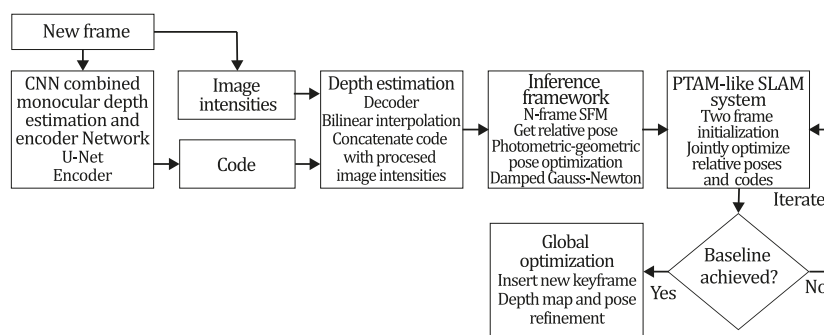 New frame
CNN combined
monocular depth
estimation and
encoder Network
U-Net
Encoder
Image
intensities
Code
Depth estimation
Decoder
Bilinear interpolation
Concatenate code
with procesed
image intensities
Inference
framework
N-frame SFM
Get relative pose
Photometric-geometric
pose optimization
Damped Gauss-Newton
PTAM-like SLAM
system
Two frame
initialization
Jointly optimize
relative poses
and codes
Iterate
Baseline
achieved?
Yes
No
Global
optimization
Insert new keyframe
Depth map and pose
refinement